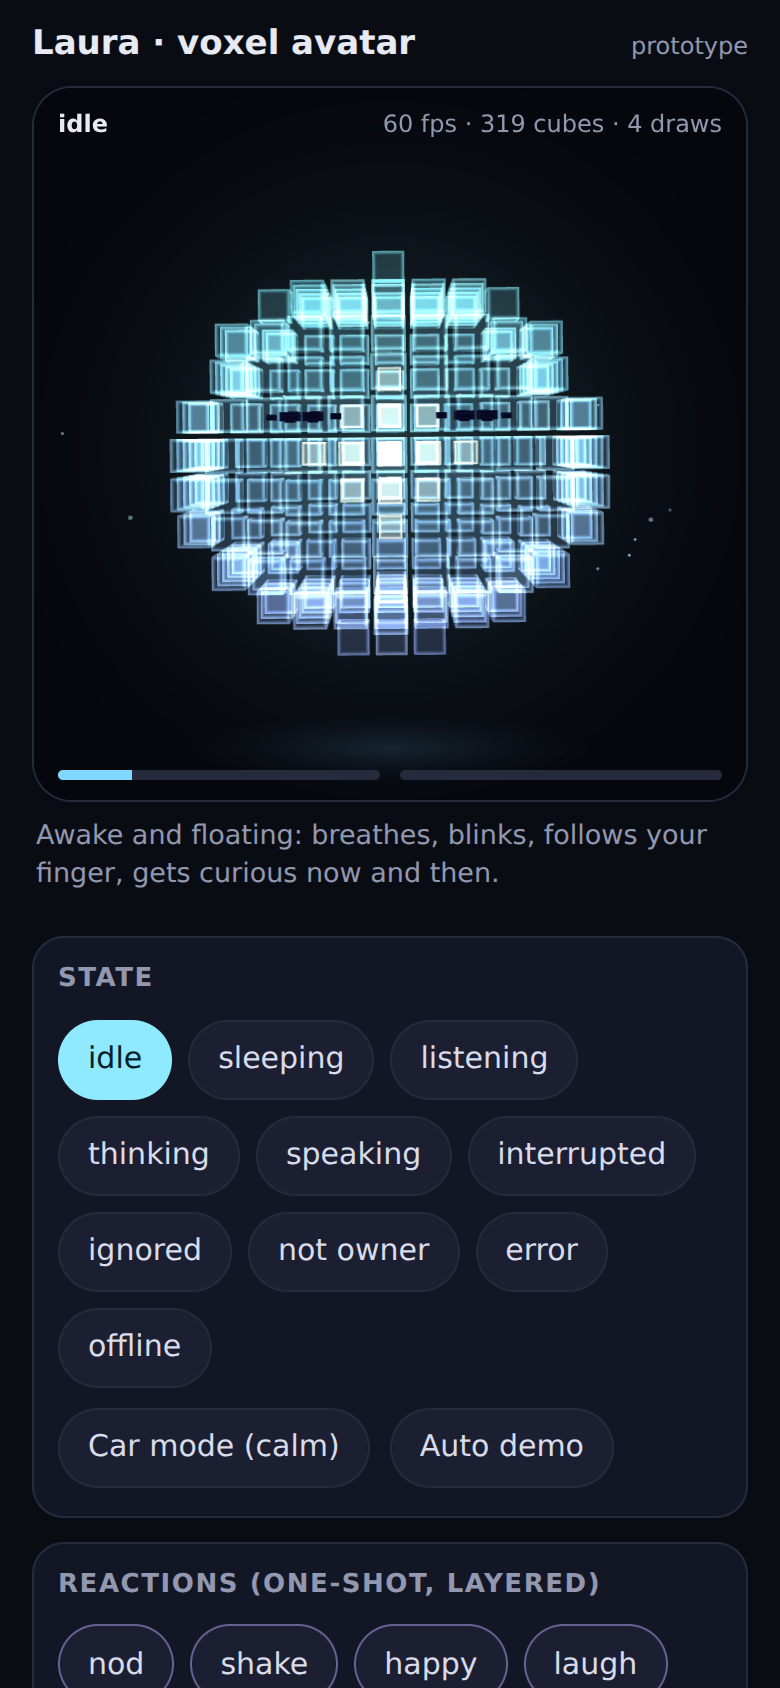 Laura · voxel avatar prototype
idle 60 fps · 319 cubes · 4 draws
Awake and floating: breathes, blinks, follows your
finger, gets curious now and then.
STATE
idle sleeping listening
thinking speaking interrupted
ignored not owner error
offline
Car mode (calm) Auto demo
REACTIONS (ONE-SHOT, LAYERED)
nod shake happy laugh